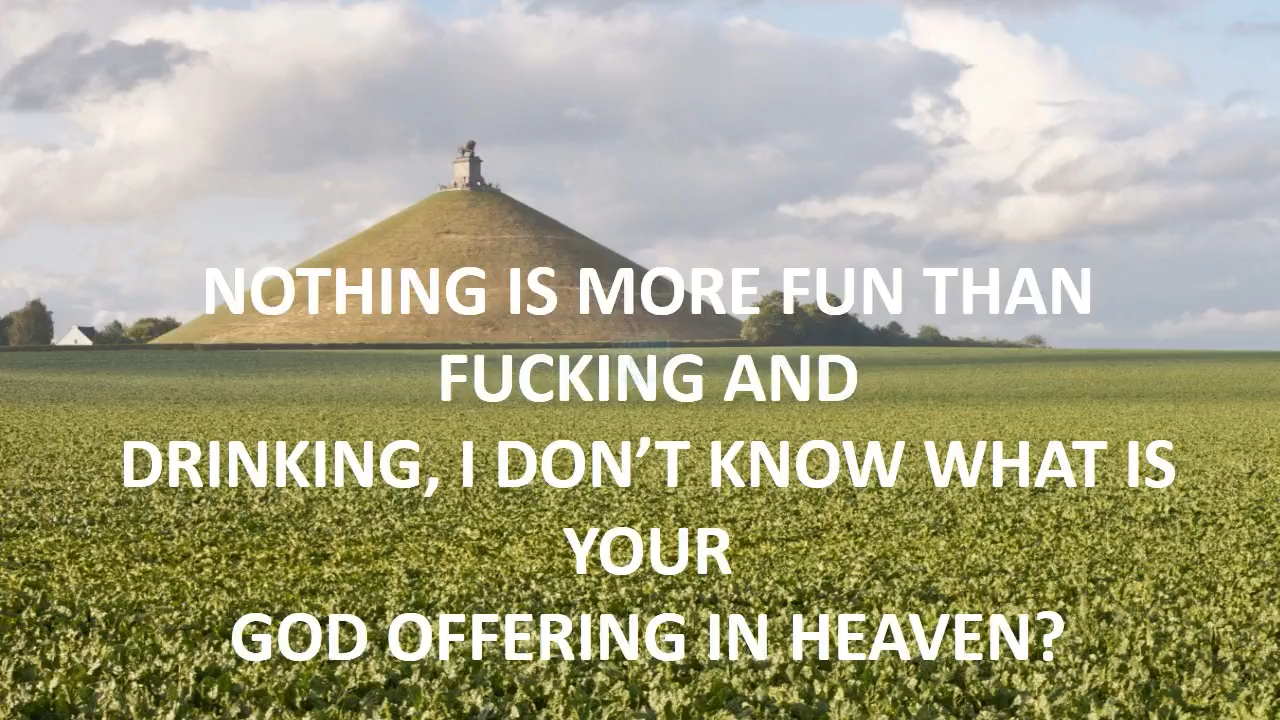 NOTHING IS MORE FUN THAN
FUCKING AND
DRINKING, I DON’T KNOW WHAT IS
YOUR
GOD OFFERING IN HEAVEN?